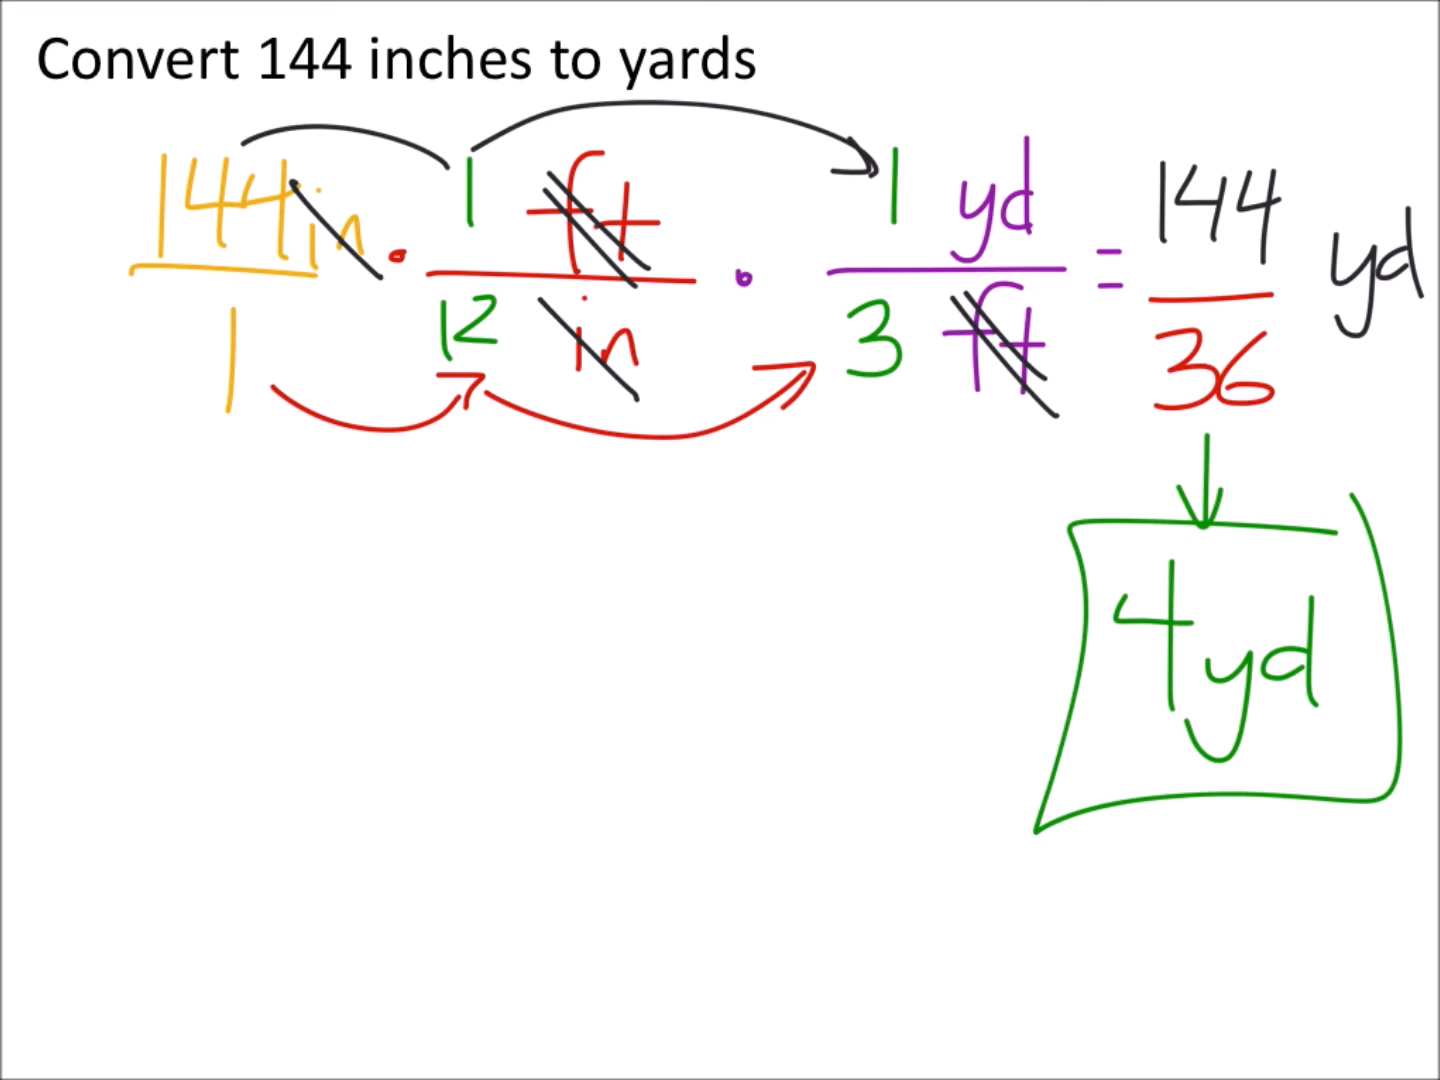 Convert 144 inches to yards
144 in • 1 ft • 1 yd = 144 yd
1 12 in 3 ft 36
4 yd